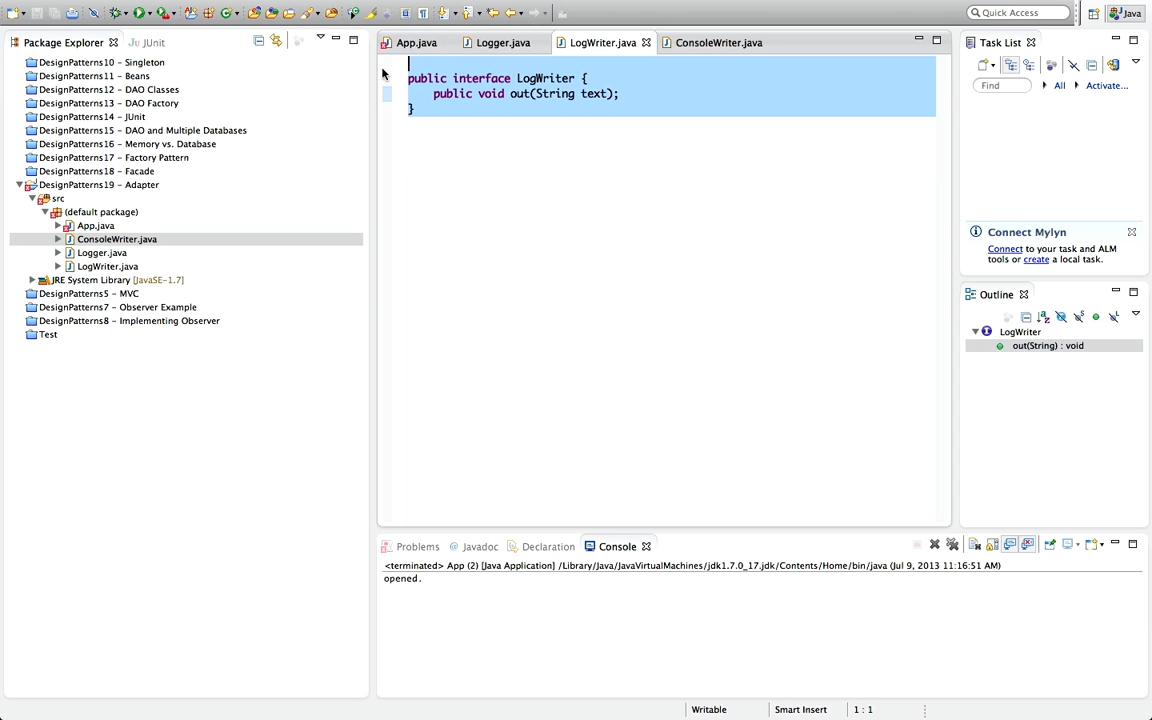 Quick Access
Java
Package Explorer
JUnit
DesignPatterns10 - Singleton
DesignPatterns11 - Beans
DesignPatterns12 - DAO Classes
DesignPatterns13 - DAO Factory
DesignPatterns14 - JUnit
DesignPatterns15 - DAO and Multiple Databases
DesignPatterns16 - Memory vs. Database
DesignPatterns17 - Factory Pattern
DesignPatterns18 - Facade
DesignPatterns19 - Adapter
src
(default package)
App.java
ConsoleWriter.java
Logger.java
LogWriter.java
JRE System Library [JavaSE-1.7]
DesignPatterns5 - MVC
DesignPatterns7 - Observer Example
DesignPatterns8 - Implementing Observer
Test
App.java
Logger.java
LogWriter.java
ConsoleWriter.java
public interface LogWriter {
public void out(String text);
}
Task List
Find
All
Activate...
Connect Mylyn
Connect to your task and ALM
tools or create a local task.
Outline
LogWriter
out(String) : void
Problems
Javadoc
Declaration
Console
<terminated> App (2) [Java Application] /Library/Java/JavaVirtualMachines/jdk1.7.0_17.jdk/Contents/Home/bin/java (Jul 9, 2013 11:16:51 AM)
opened.
Writable
Smart Insert
1 : 1